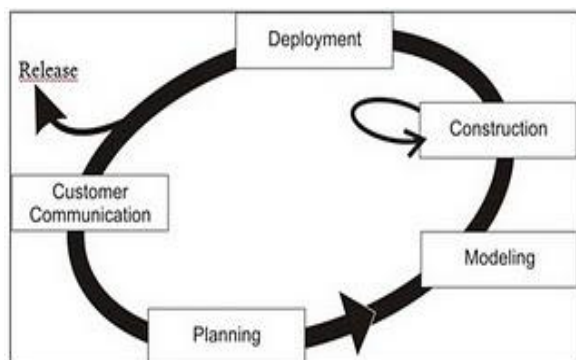 Deployment
Release
Construction
Customer
Communication
Modeling
Planning